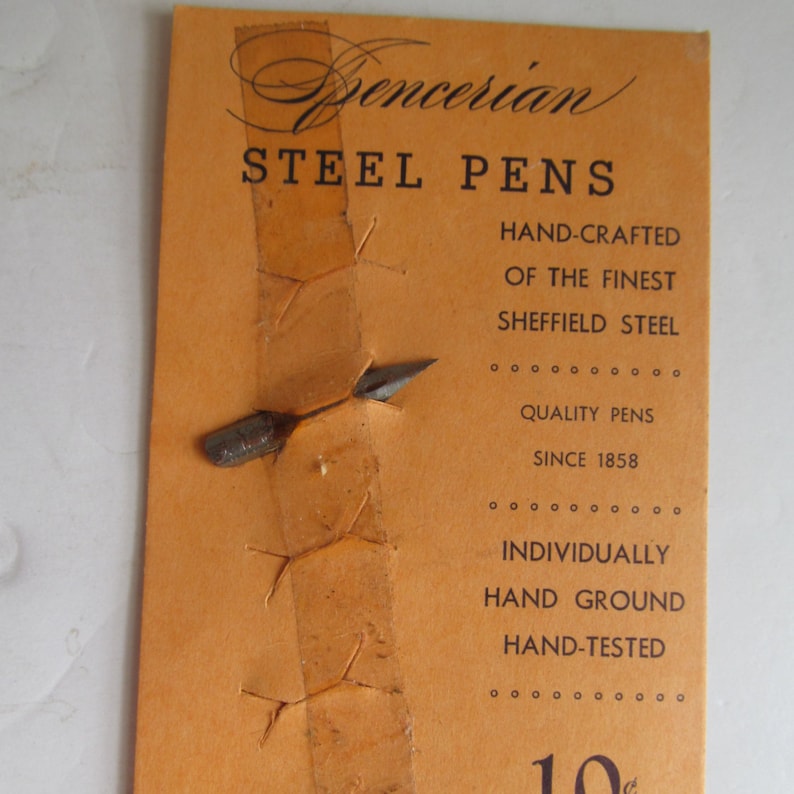 Spencerian
STEEL PENS
HAND-CRAFTED
OF THE FINEST
SHEFFIELD STEEL
QUALITY PENS
SINCE 1858
INDIVIDUALLY
HAND GROUND
HAND-TESTED
10¢